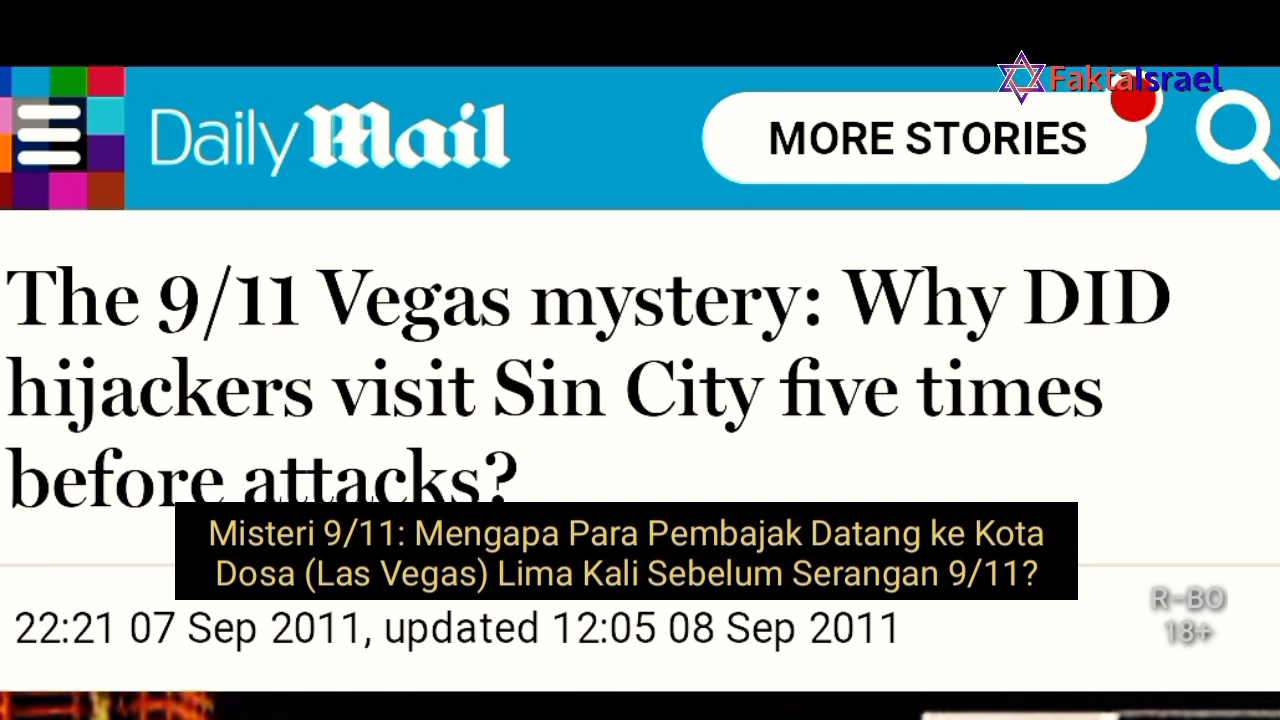 FaktaIsrael
Daily Mail
MORE STORIES
The 9/11 Vegas mystery: Why DID
hijackers visit Sin City five times
before attacks?
Misteri 9/11: Mengapa Para Pembajak Datang ke Kota
Dosa (Las Vegas) Lima Kali Sebelum Serangan 9/11?
22:21 07 Sep 2011, updated 12:05 08 Sep 2011
R-BO
18+